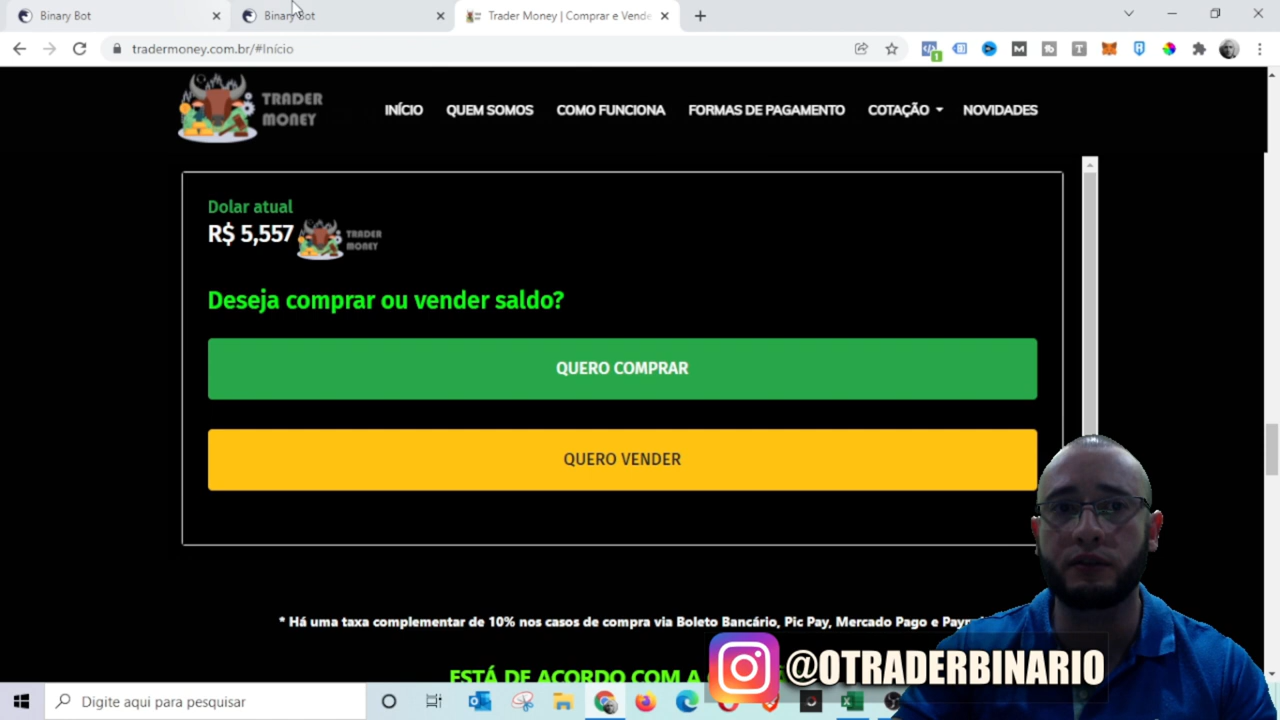 Binary Bot
Binary Bot
Trader Money | Comprar e Vende
tradermoney.com.br/#Início
1
TRADER
MONEY
INÍCIO
QUEM SOMOS
COMO FUNCIONA
FORMAS DE PAGAMENTO
COTAÇÃO
NOVIDADES
Dolar atual
R$ 5,557
TRADER
MONEY
Deseja comprar ou vender saldo?
QUERO COMPRAR
QUERO VENDER
* Há uma taxa complementar de 10% nos casos de compra via Boleto Bancário, Pic Pay, Mercado Pago e
ESTÁ DE ACORDO COM A
@OTRADERBINARIO
Digite aqui para pesquisar